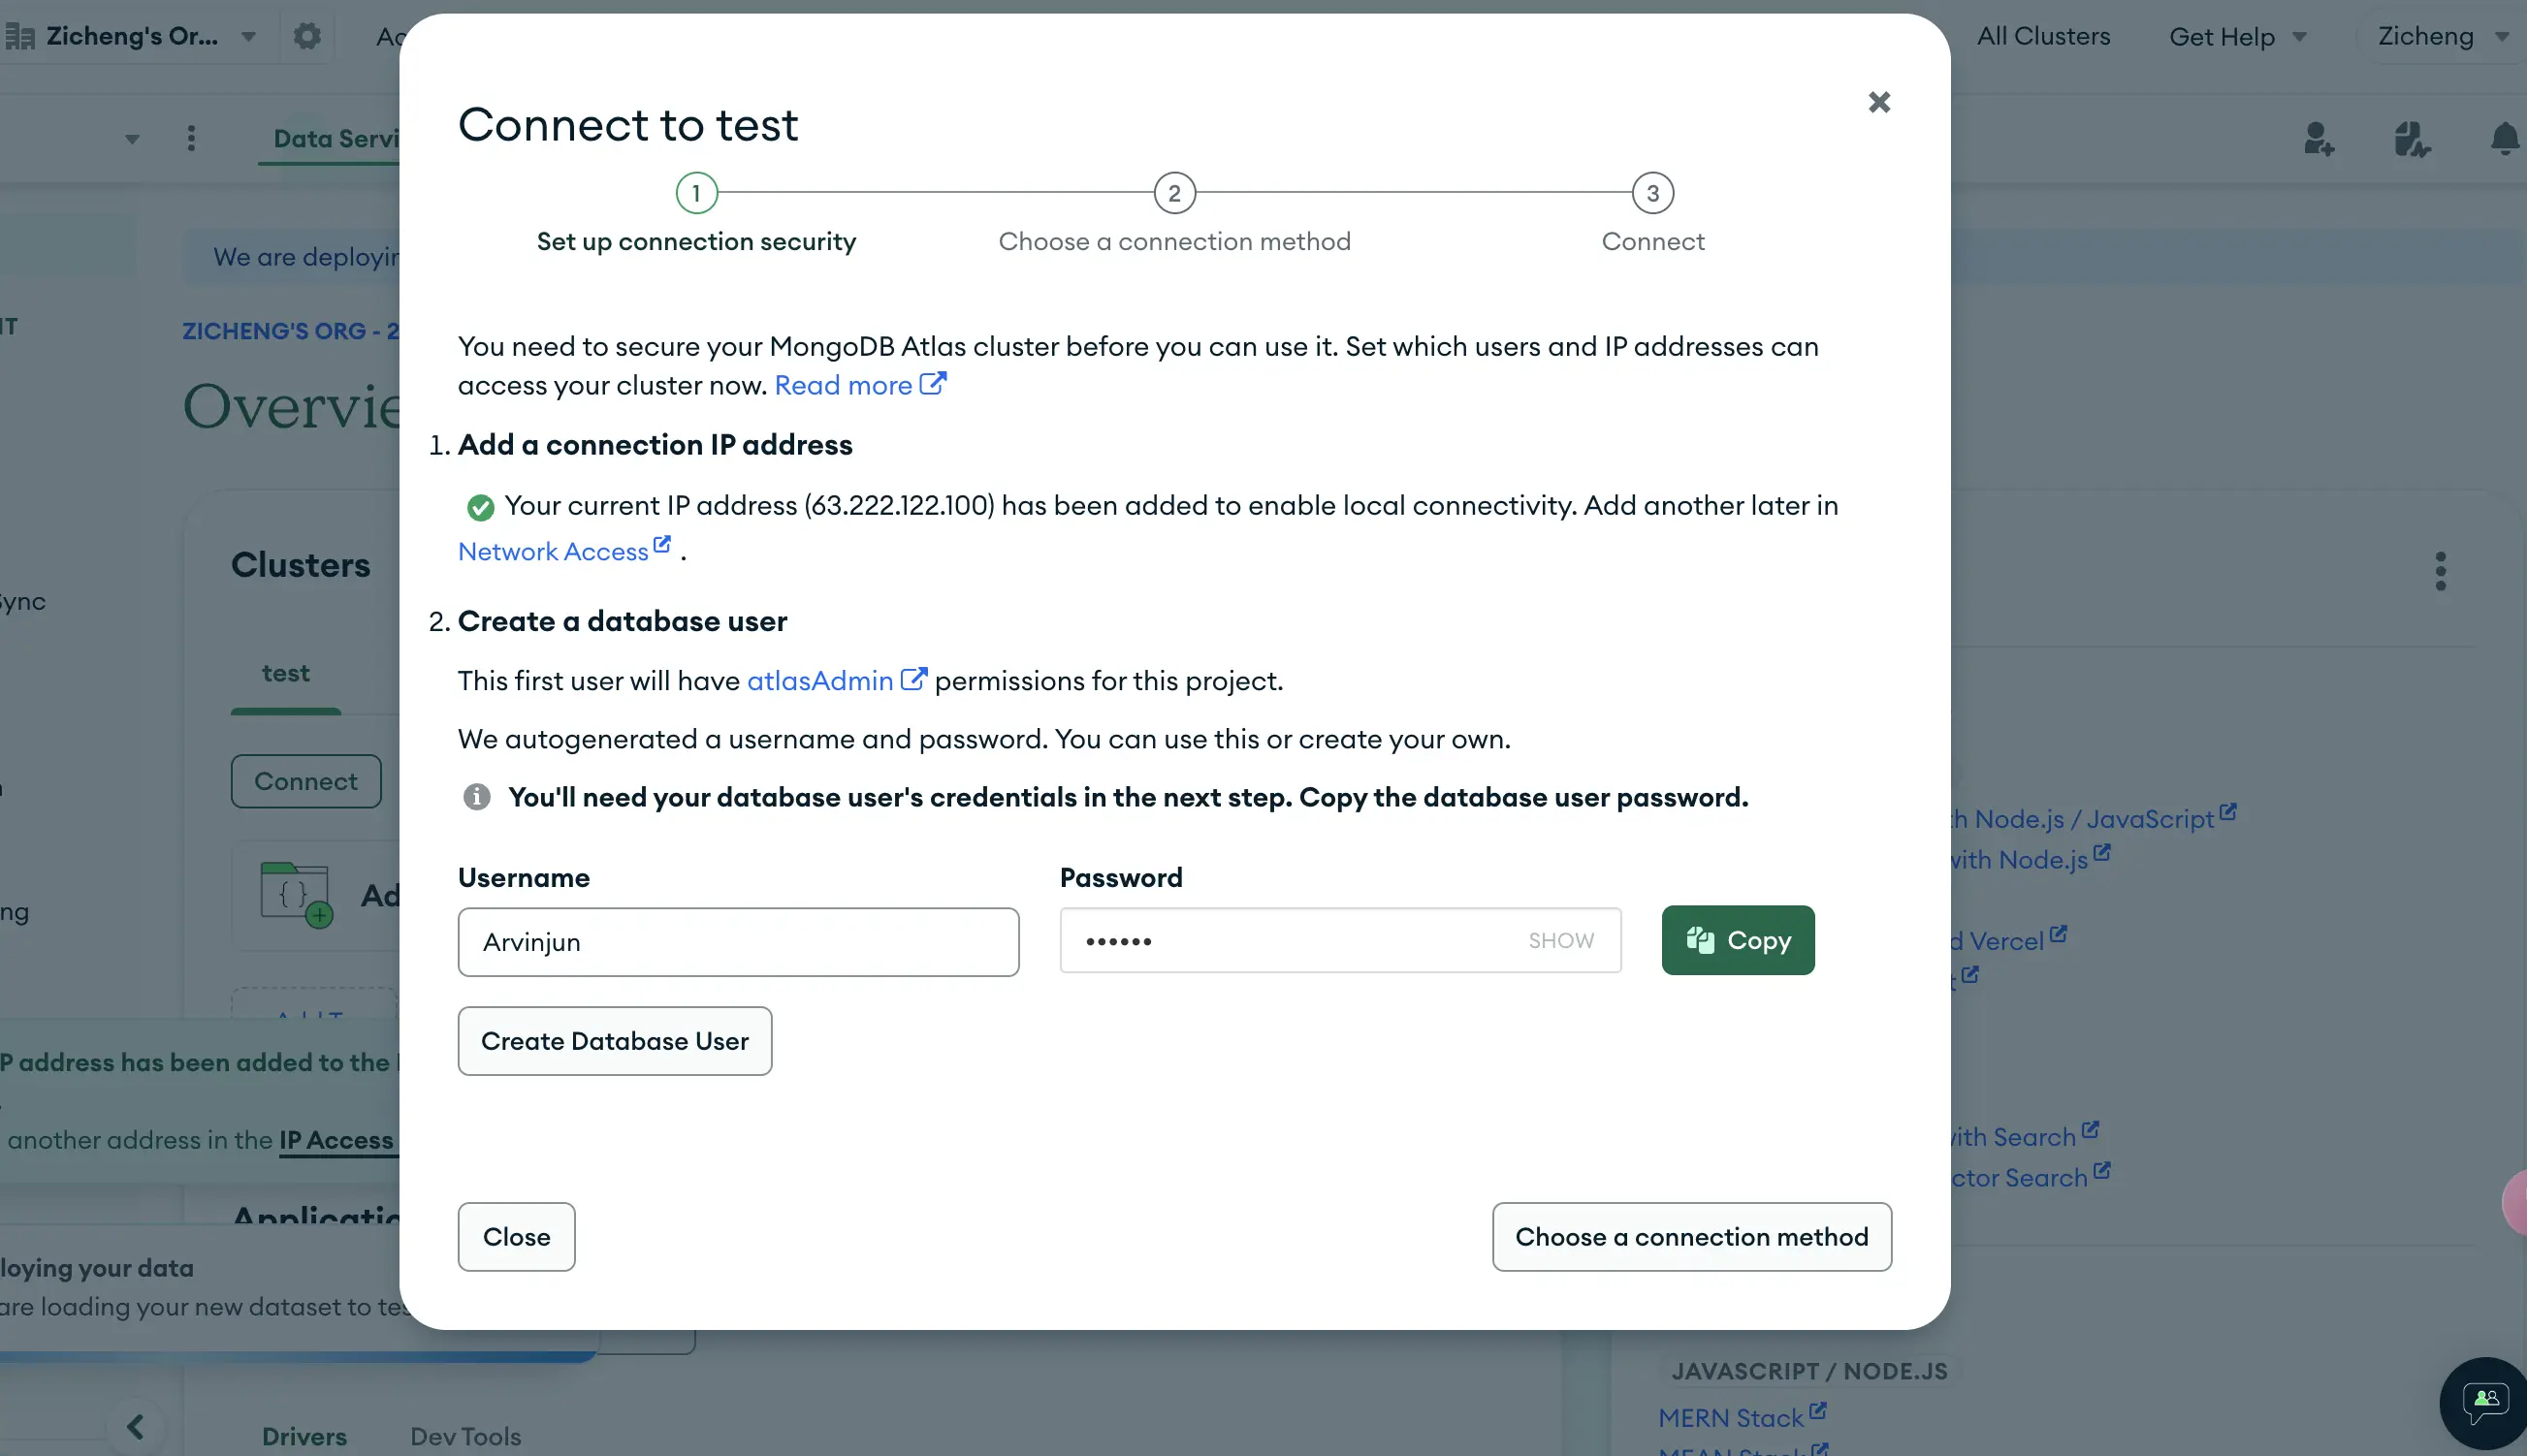 Zicheng's Or...
All Clusters
Get Help
Zicheng
Data Servi
We are deployin
ZICHENG'S ORG - 2
Overvie
Clusters
test
Connect
Ad
P address has been added to the
another address in the IP Access
Applicatio
loying your data
are loading your new dataset to tes
Drivers
Dev Tools
Connect to test
1
2
3
Set up connection security
Choose a connection method
Connect
You need to secure your MongoDB Atlas cluster before you can use it. Set which users and IP addresses can
access your cluster now. Read more
1. Add a connection IP address
Your current IP address (63.222.122.100) has been added to enable local connectivity. Add another later in
Network Access .
2. Create a database user
This first user will have atlasAdmin permissions for this project.
We autogenerated a username and password. You can use this or create your own.
You'll need your database user's credentials in the next step. Copy the database user password.
Username
Password
Arvinjun
••••••
SHOW
Copy
Create Database User
Close
Choose a connection method
h Node.js / JavaScript
with Node.js
d Vercel
with Search
ctor Search
JAVASCRIPT / NODE.JS
MERN Stack
MEAN Stack